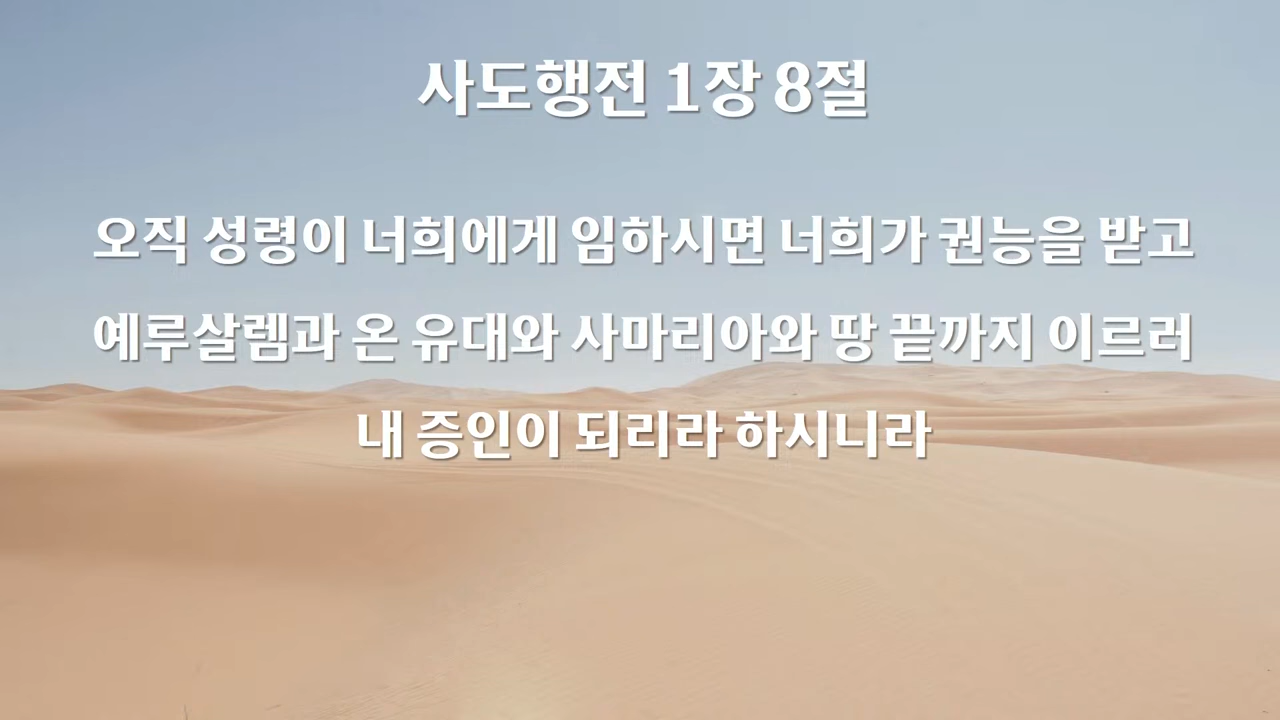 사도행전 1장 8절
오직 성령이 너희에게 임하시면 너희가 권능을 받고
예루살렘과 온 유대와 사마리아와 땅 끝까지 이르러
내 증인이 되리라 하시니라